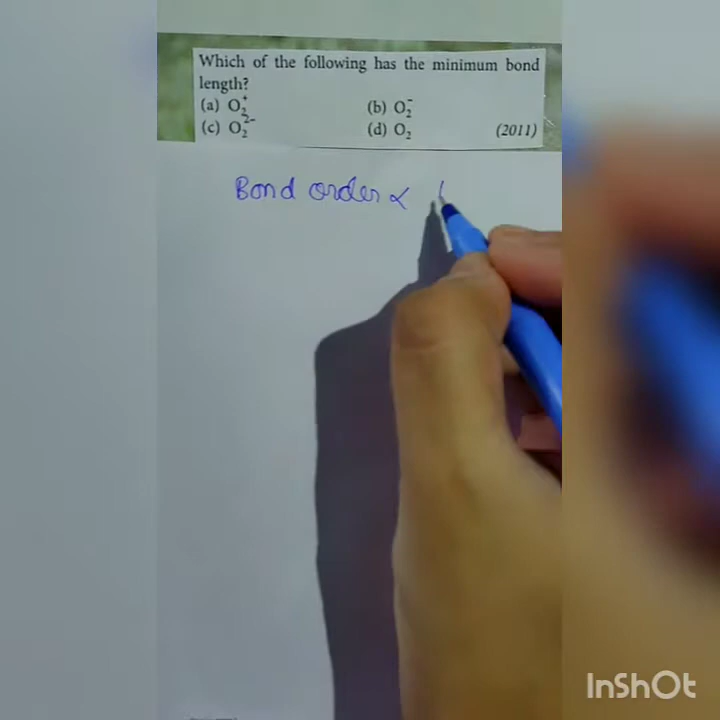 Which of the following has the minimum bond
length?
(a) O₂⁺ (b) O₂⁻
(c) O₂²⁻ (d) O₂ (2011)
Bond order ∝
InShOt